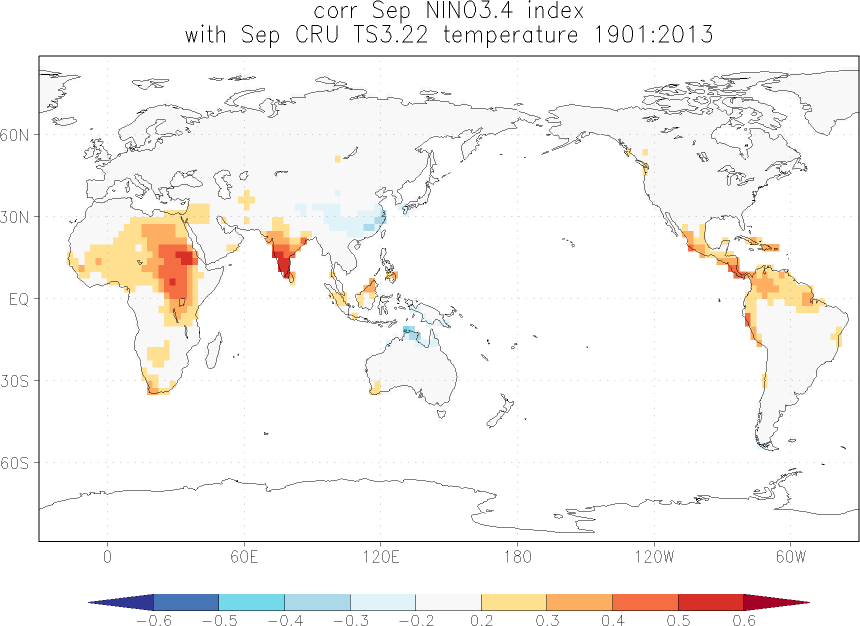 corr Sep NINO3.4 index
with Sep CRU TS3.22 temperature 1901:2013
60N
30N
EQ
30S
60S
0 60E 120E 180 120W 60W
-0.6 -0.5 -0.4 -0.3 -0.2 0.2 0.3 0.4 0.5 0.6